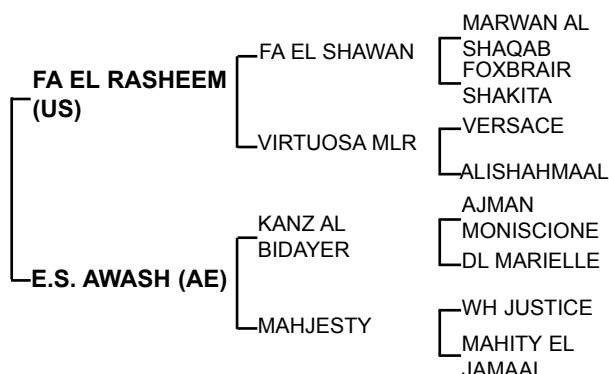 FA EL RASHEEM
(US)
FA EL SHAWAN
MARWAN AL
SHAQAB
FOXBRAIR
SHAKITA
VIRTUOSA MLR
VERSACE
ALISHAHMAAL
E.S. AWASH (AE)
KANZ AL
BIDAYER
AJMAN
MONISCIONE
DL MARIELLE
MAHJESTY
WH JUSTICE
MAHITY EL
JAMAAL